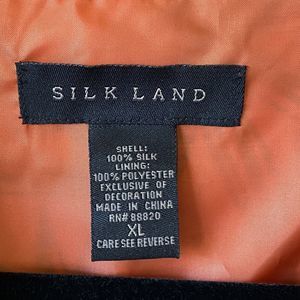 SILK LAND
SHELL:
100% SILK
LINING:
100% POLYESTER
EXCLUSIVE OF
DECORATION
MADE IN CHINA
RN# 88820
XL
CARE SEE REVERSE